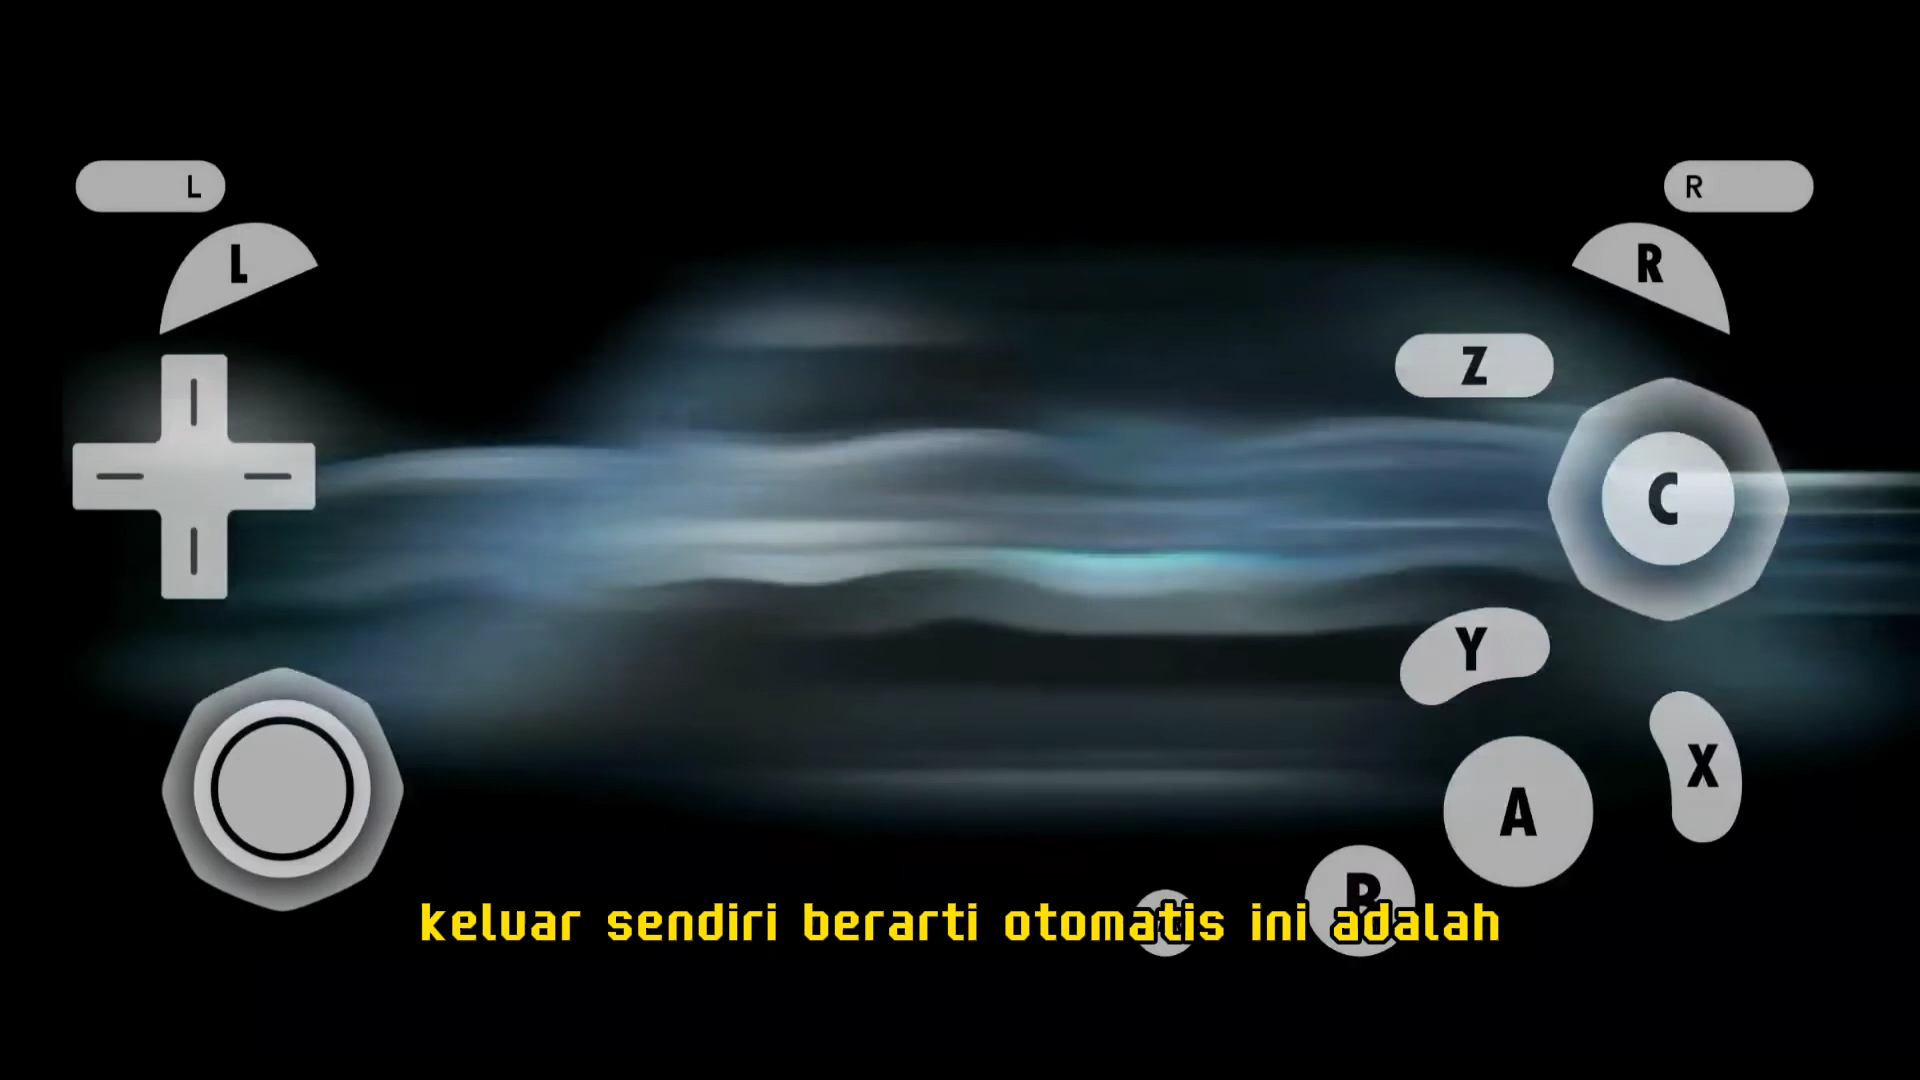 L
R
L
R
Z
C
Y
X
A
B
keluar sendiri berarti otomatis ini adalah